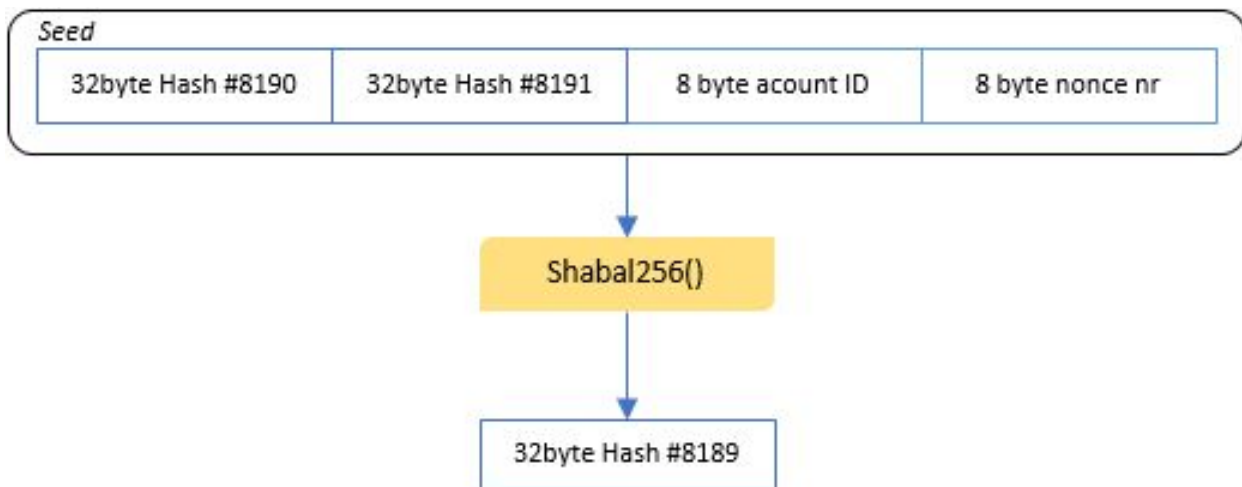 Seed
32byte Hash #8190 32byte Hash #8191 8 byte acount ID 8 byte nonce nr
Shabal256()
32byte Hash #8189